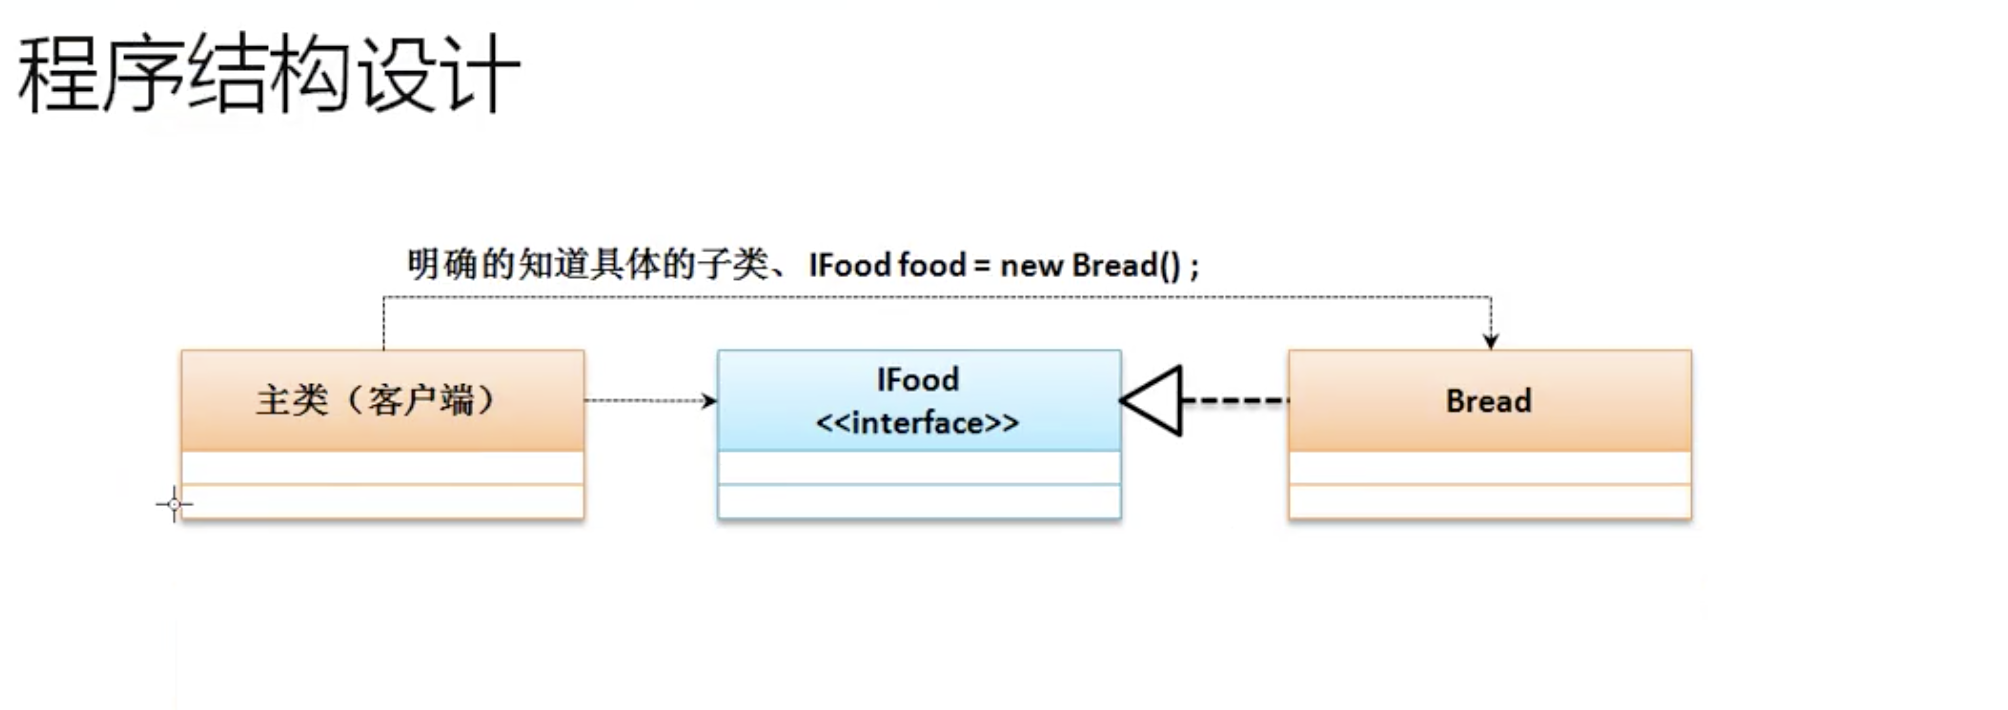 程序结构设计
明确的知道具体的子类、IFood food = new Bread() ;
主类（客户端）
IFood
<<interface>>
Bread